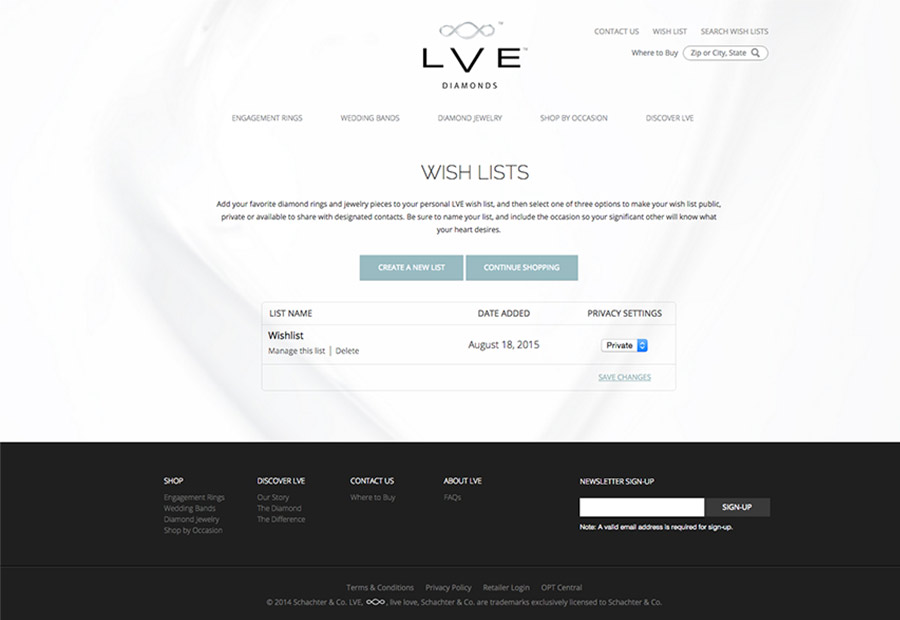 CONTACT US WISH LIST SEARCH WISH LISTS
LVE™
DIAMONDS
Where to Buy Zip or City, State
ENGAGEMENT RINGS WEDDING BANDS DIAMOND JEWELRY SHOP BY OCCASION DISCOVER LVE
WISH LISTS
Add your favorite diamond rings and jewelry pieces to your personal LVE wish list, and then select one of three options to make your wish list public,
private or available to share with designated contacts. Be sure to name your list, and include the occasion so your significant other will know what
your heart desires.
CREATE A NEW LIST CONTINUE SHOPPING
LIST NAME DATE ADDED PRIVACY SETTINGS
Wishlist
Manage this list | Delete
August 18, 2015
Private
SAVE CHANGES
SHOP
Engagement Rings
Wedding Bands
Diamond Jewelry
Shop by Occasion
DISCOVER LVE
Our Story
The Diamond
The Difference
CONTACT US
Where to Buy
ABOUT LVE
FAQs
NEWSLETTER SIGN-UP
SIGN-UP
Note: A valid email address is required for sign-up.
Terms & Conditions Privacy Policy Retailer Login OPT Central
© 2014 Schachter & Co. LVE, , live love, Schachter & Co. are trademarks exclusively licensed to Schachter & Co.